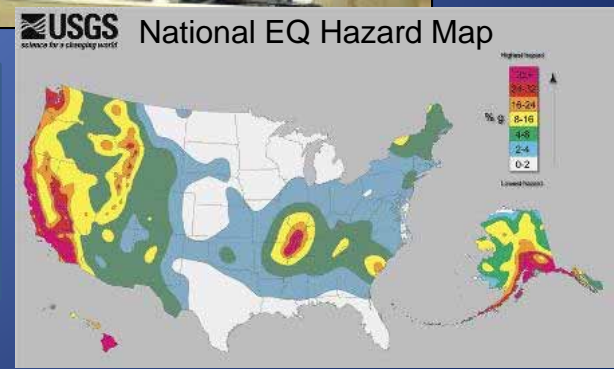 USGS
science for a changing world
National EQ Hazard Map
Highest hazard
32+
24-32
16-24
% g
8-16
4-8
2-4
0-2
Lowest hazard